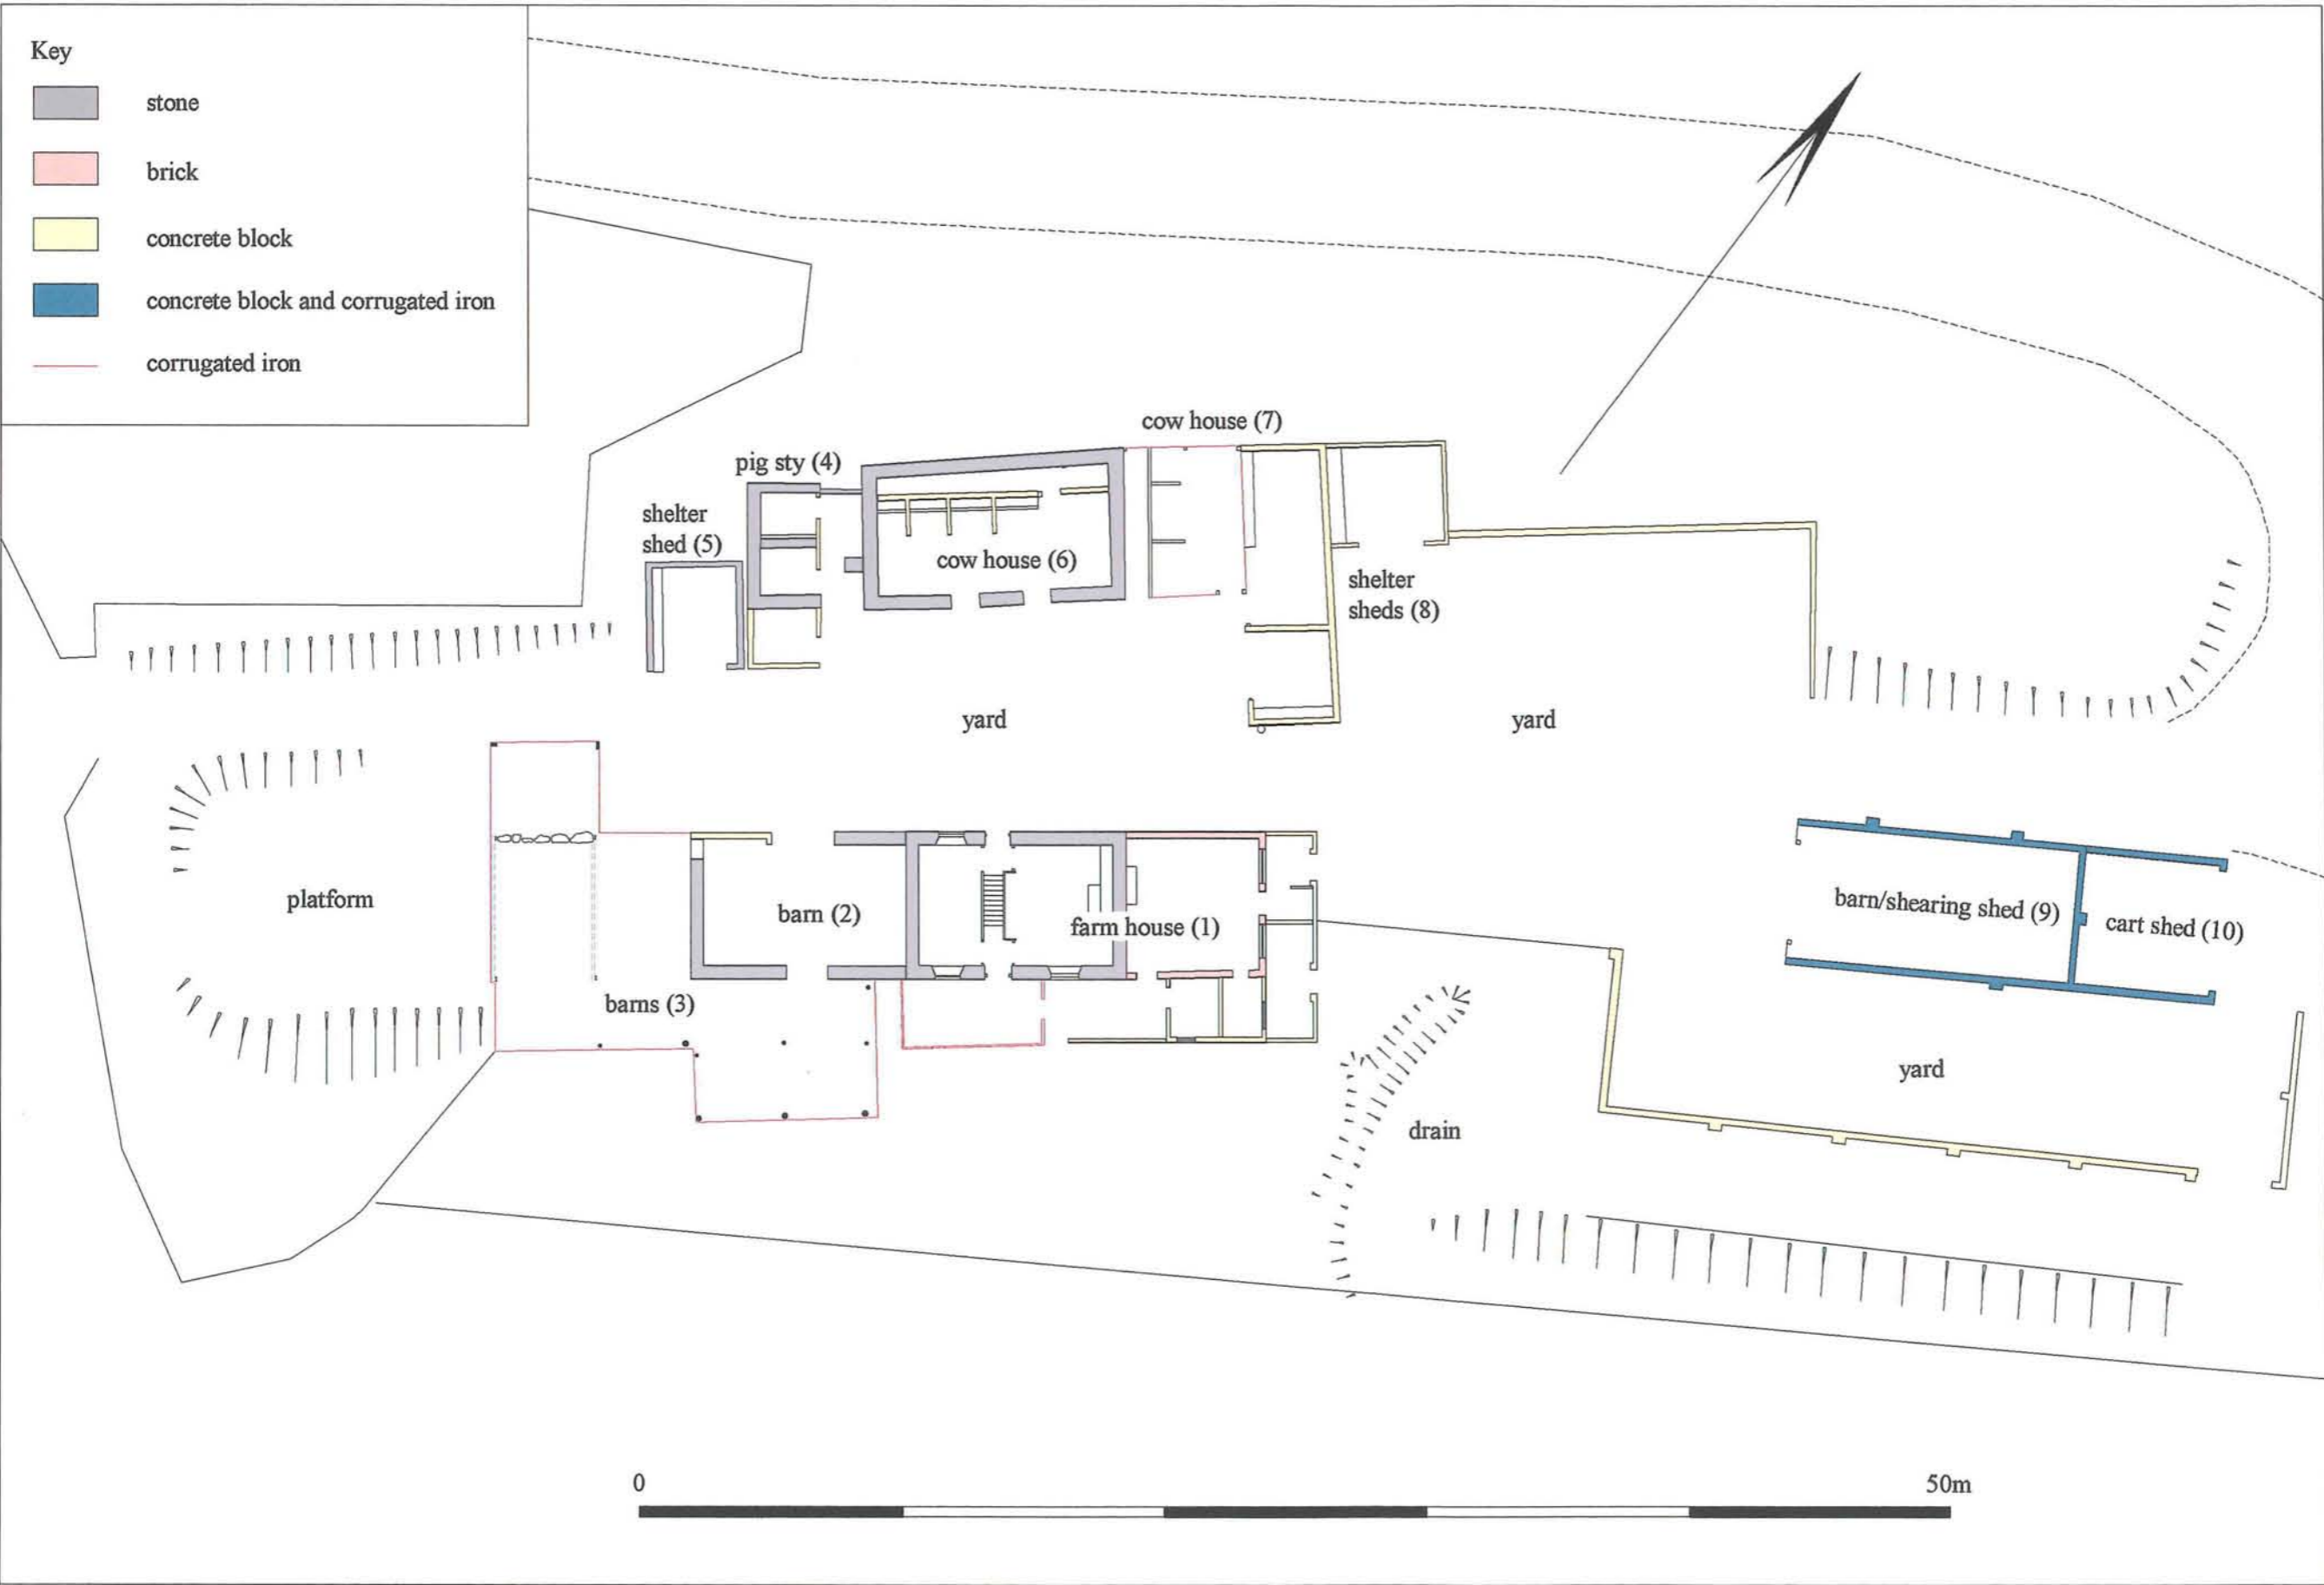 Key
stone
brick
concrete block
concrete block and corrugated iron
corrugated iron
cow house (7)
pig sty (4)
shelter
shed (5)
cow house (6)
shelter
sheds (8)
yard
yard
platform
barn (2)
farm house (1)
barn/shearing shed (9)
cart shed (10)
barns (3)
yard
drain
0
50m